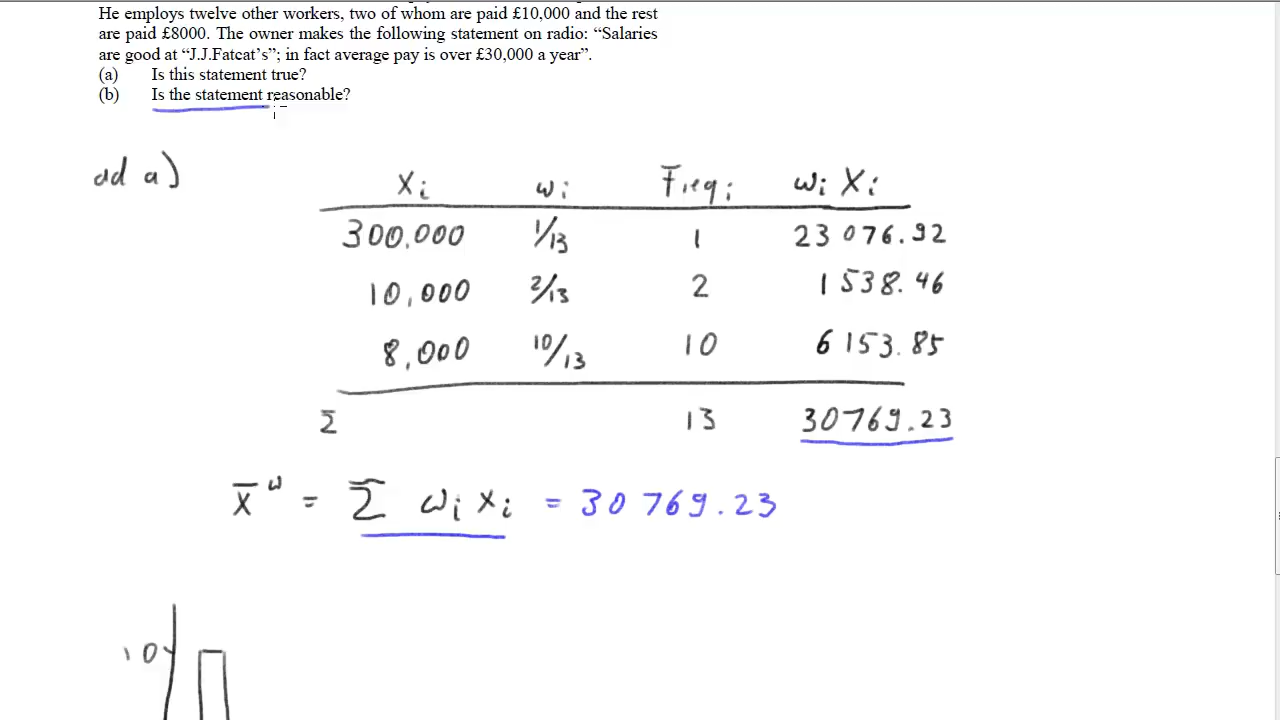 He employs twelve other workers, two of whom are paid £10,000 and the rest
are paid £8000. The owner makes the following statement on radio: “Salaries
are good at “J.J.Fatcat’s”; in fact average pay is over £30,000 a year”.
(a) Is this statement true?
(b) Is the statement reasonable?
ad a)
Xi wi Freqi wi Xi
300.000 1/13 1 23 076.92
10,000 2/13 2 1 538.46
8,000 10/13 10 6 153.85
Σ 13 30769.23
x̄ʷ = Σ wi xi = 30 769.23
10